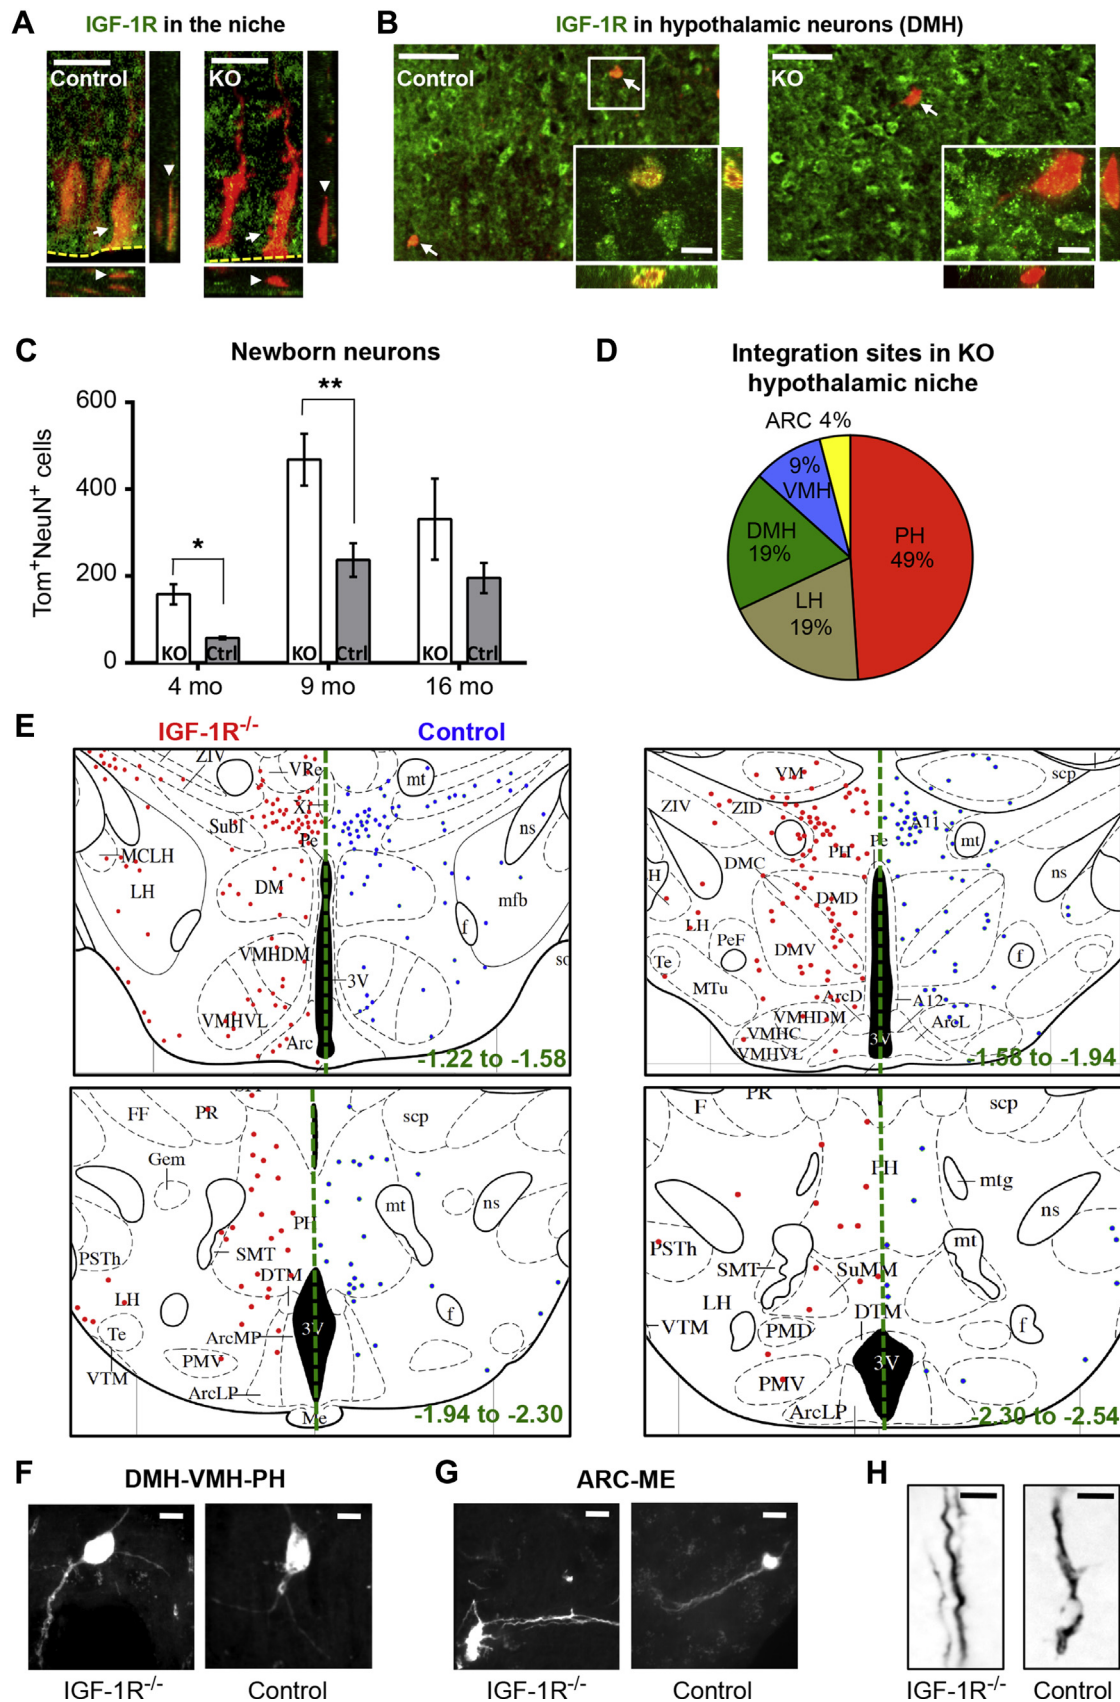 A
IGF-1R in the niche
Control
KO
B
IGF-1R in hypothalamic neurons (DMH)
Control
KO
C
Newborn neurons
Tom+NeuN+ cells
600
400
200
0
*
**
KO
Ctrl
KO
Ctrl
KO
Ctrl
4 mo
9 mo
16 mo
D
Integration sites in KO
hypothalamic niche
ARC 4%
9%
VMH
DMH
19%
PH
49%
LH
19%
E
IGF-1R-/-
Control
ZIV
VRe
mt
Xi
SubI
Pe
ns
MCLH
LH
DM
mfb
f
VMHDM
3V
so
VMHVL
Arc
-1.22 to -1.58
VM
scp
ZIV
ZID
A11
mt
PH
Pe
DMC
ns
H
DMD
LH
PeF
DMV
f
Te
MTu
ArcD
A12
VMHDM
ArcL
VMHC
3V
VMHVL
-1.58 to -1.94
FF
PR
scp
Gem
mt
ns
PH
PSTh
SMT
DTM
LH
f
Te
ArcMP
3V
PMV
VTM
ArcLP
Me
-1.94 to -2.30
F
PR
scp
PH
mtg
ns
PSTh
mt
SMT
SuMM
LH
DTM
VTM
PMD
f
3V
PMV
ArcLP
-2.30 to -2.54
F
DMH-VMH-PH
IGF-1R-/-
Control
G
ARC-ME
IGF-1R-/-
Control
H
IGF-1R-/-
Control